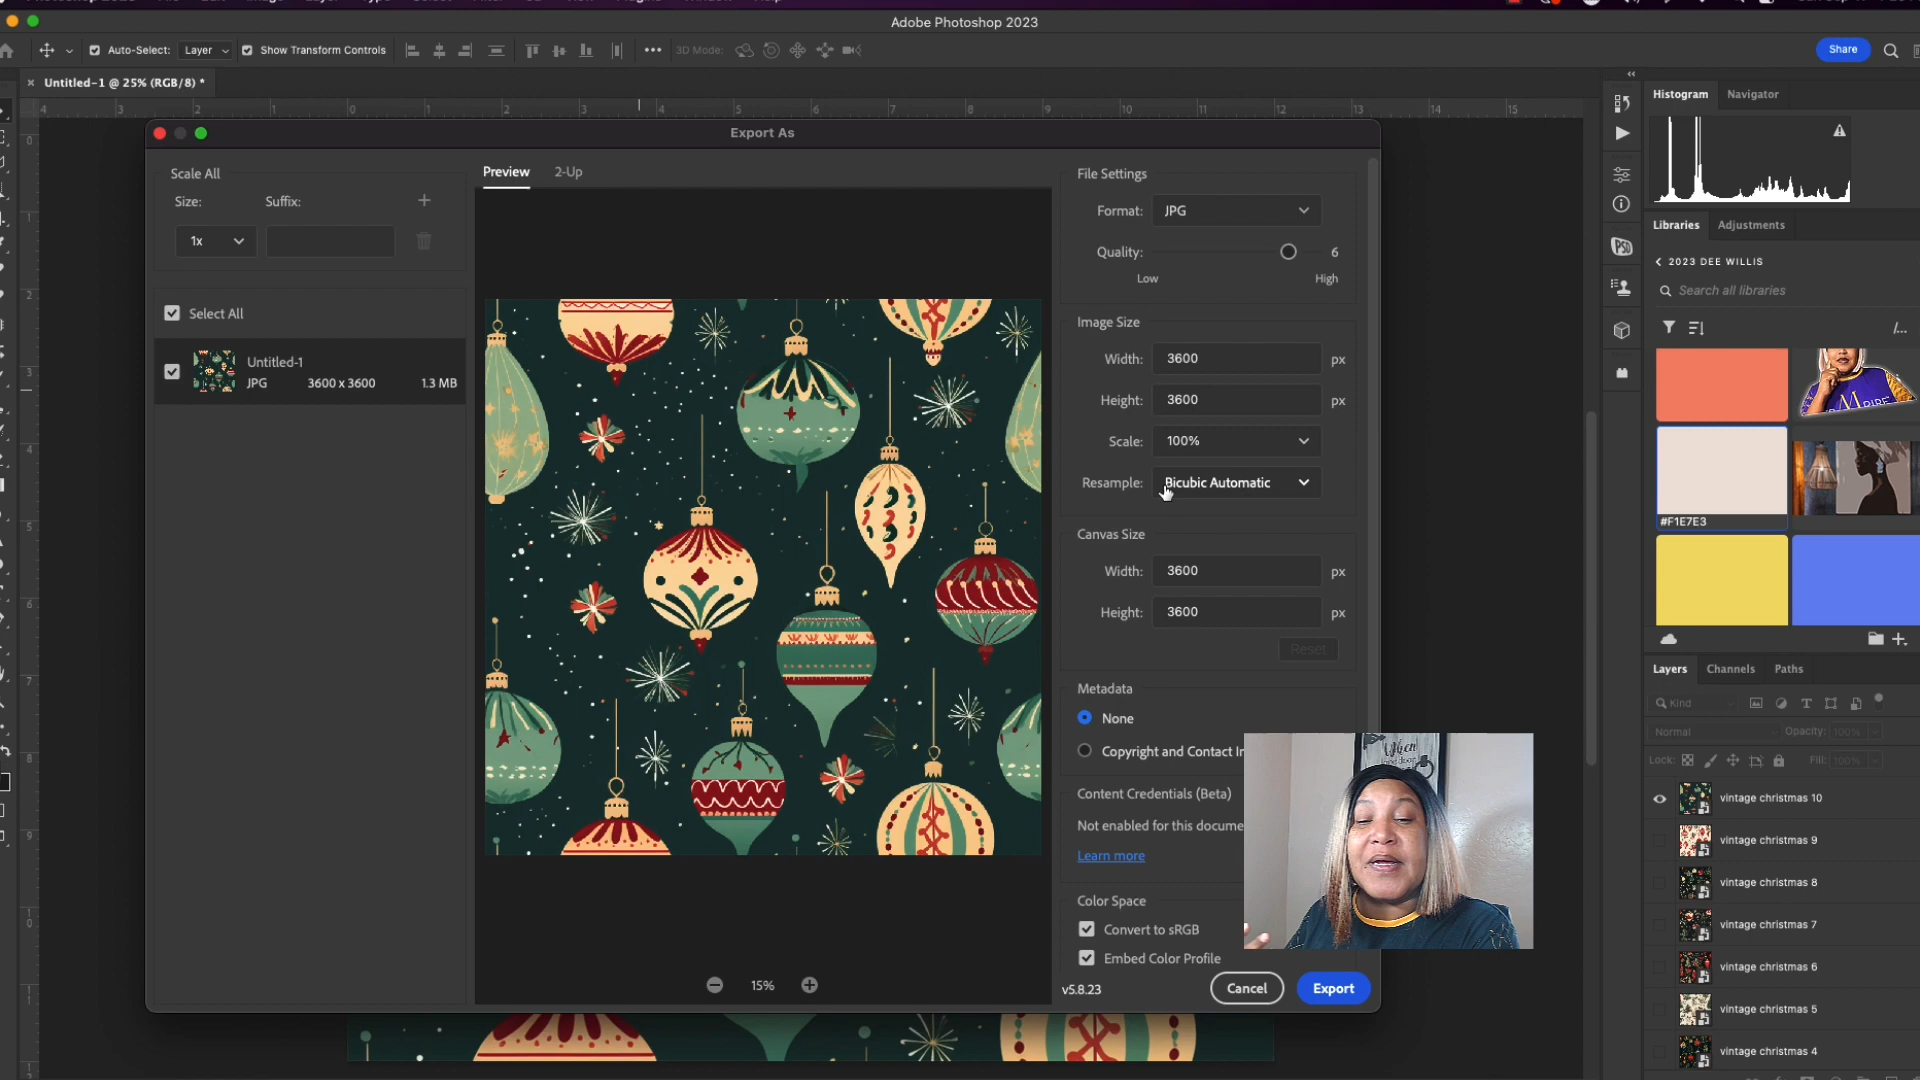 Adobe Photoshop 2023
Auto-Select: Layer Show Transform Controls 3D Mode: Share
× Untitled-1 @ 25% (RGB/8) *
Export As
Scale All
Size: Suffix:
1x
Select All
Untitled-1
JPG 3600 x 3600 1.3 MB
Preview 2-Up
15%
File Settings
Format: JPG
Quality: 6
Low High
Image Size
Width: 3600 px
Height: 3600 px
Scale: 100%
Resample: Bicubic Automatic
Canvas Size
Width: 3600 px
Height: 3600 px
Reset
Metadata
None
Copyright and Contact In
Content Credentials (Beta)
Not enabled for this docume
Learn more
Color Space
Convert to sRGB
Embed Color Profile
v5.8.23 Cancel Export
When
Histogram Navigator
Libraries Adjustments
2023 DEE WILLIS
Search all libraries
#F1E7E3
Layers Channels Paths
Kind
Normal Opacity: 100%
Lock: Fill: 100%
vintage christmas 10
vintage christmas 9
vintage christmas 8
vintage christmas 7
vintage christmas 6
vintage christmas 5
vintage christmas 4